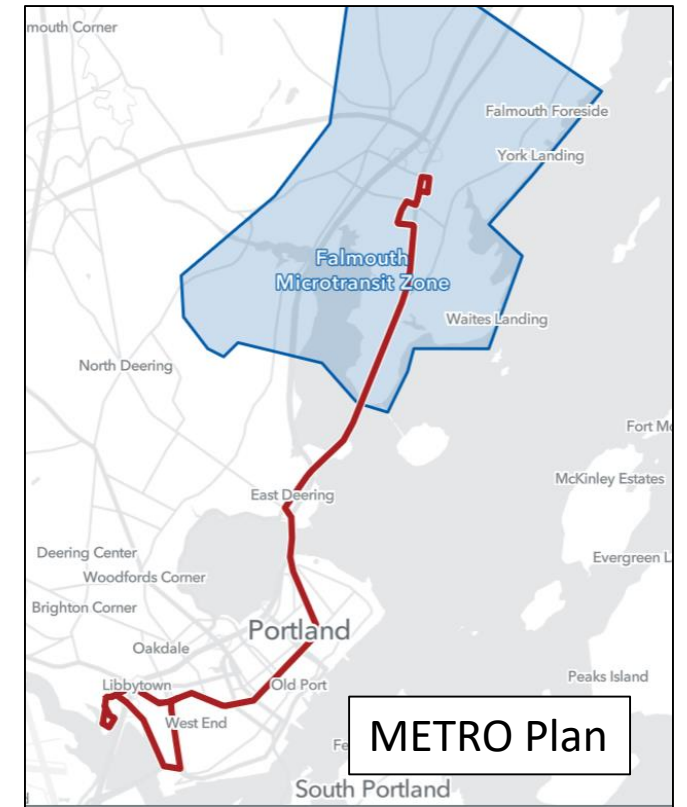 mouth Corner
Falmouth Foreside
York Landing
Falmouth
Microtransit Zone
Waites Landing
North Deering
Fort M
McKinley Estates
East Deering
Deering Center
Woodfords Corner
Evergreen L
Brighton Corner
Portland
Oakdale
Libbytown
Old Port
Peaks Island
West End
Fe
METRO Plan
South Portland